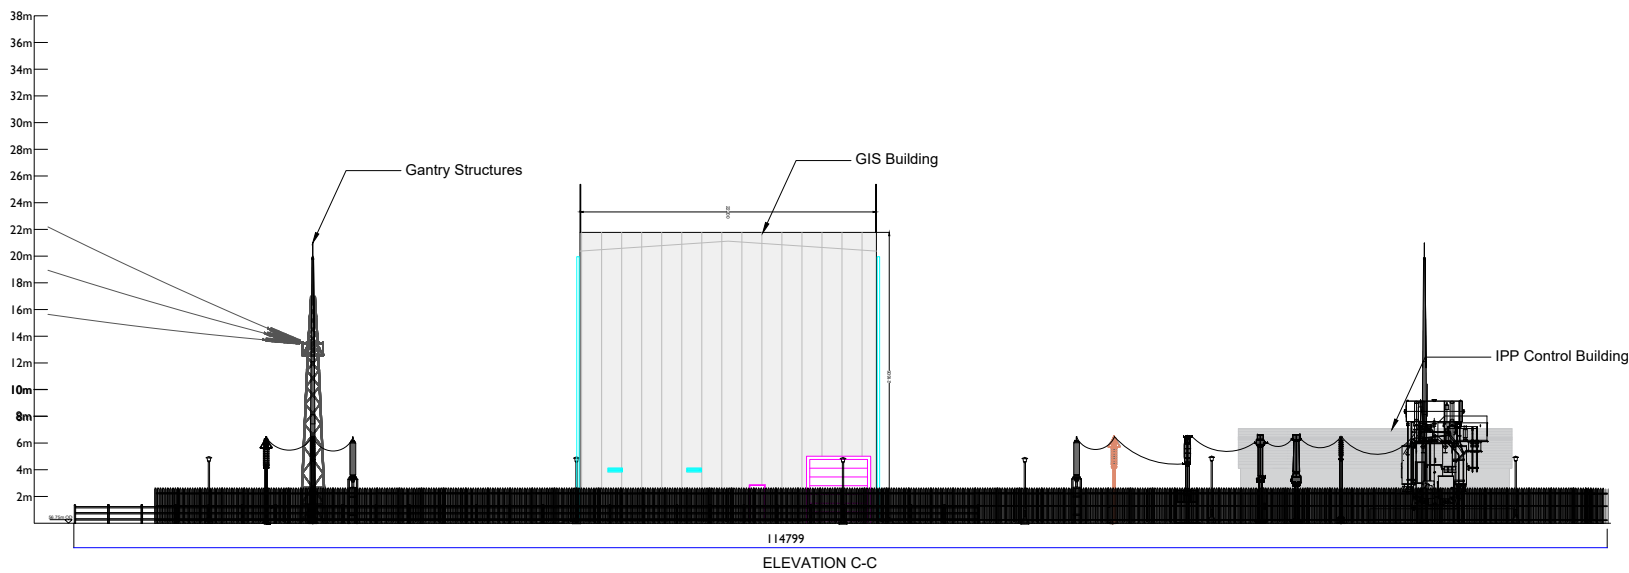 38m
36m
34m
32m
30m
28m
26m
24m
22m
20m
18m
16m
14m
12m
10m
8m
6m
4m
2m
Gantry Structures
GIS Building
IPP Control Building
114799
ELEVATION C-C